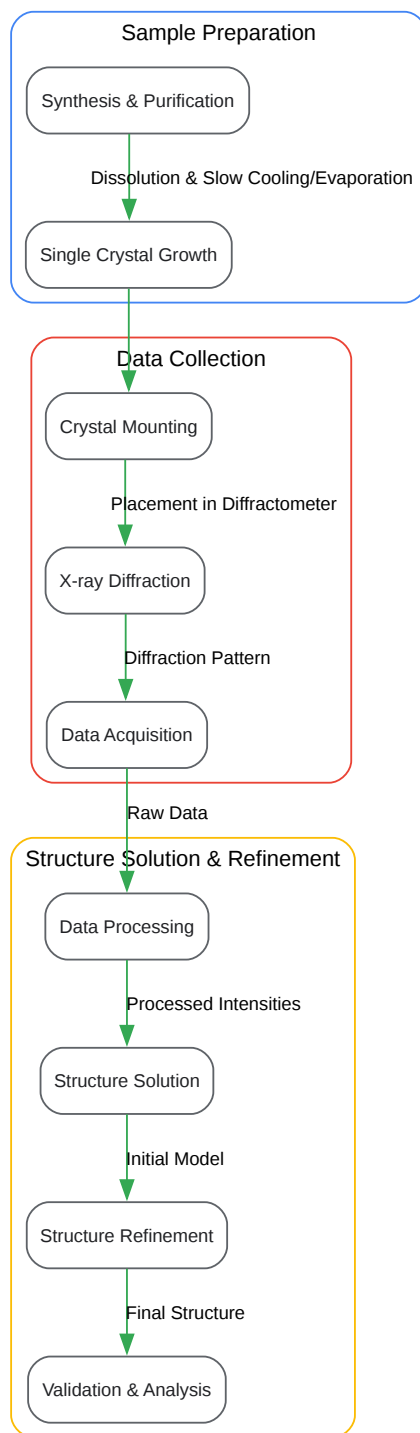 Sample Preparation
Synthesis & Purification
Dissolution & Slow Cooling/Evaporation
Single Crystal Growth
Data Collection
Crystal Mounting
Placement in Diffractometer
X-ray Diffraction
Diffraction Pattern
Data Acquisition
Raw Data
Structure Solution & Refinement
Data Processing
Processed Intensities
Structure Solution
Initial Model
Structure Refinement
Final Structure
Validation & Analysis